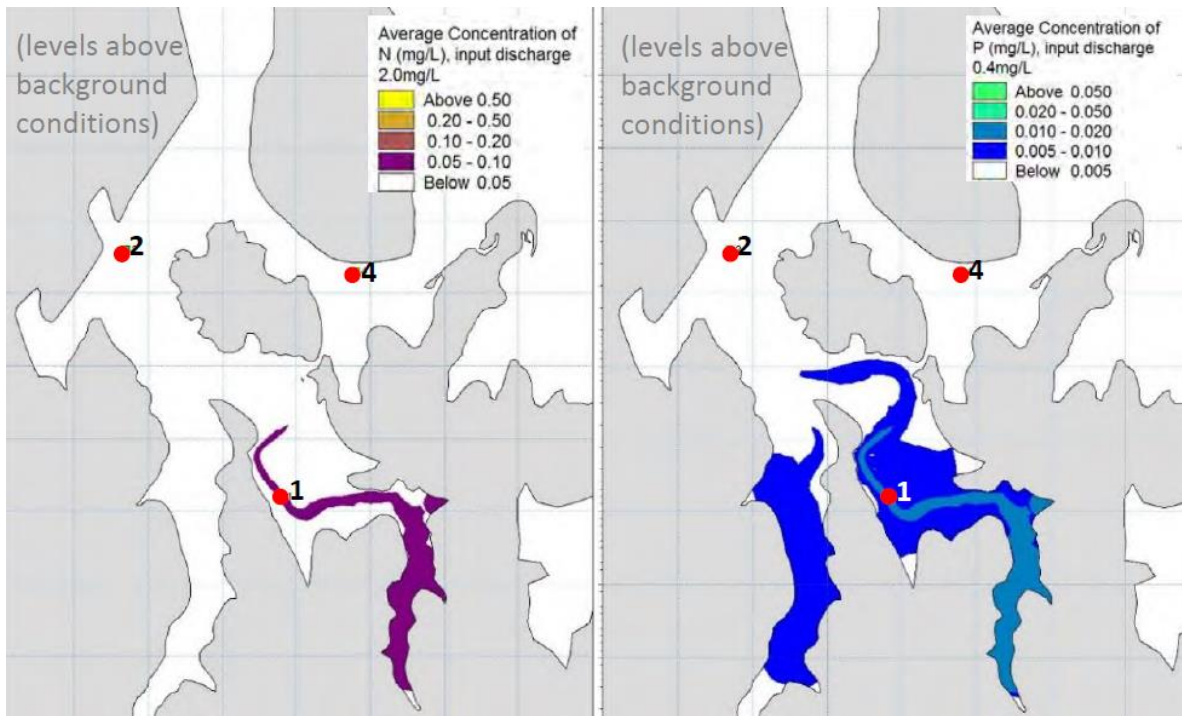 (levels above
background
conditions)
Average Concentration of
N (mg/L), input discharge
2.0mg/L
Above 0.50
0.20 - 0.50
0.10 - 0.20
0.05 - 0.10
Below 0.05
2
4
1
(levels above
background
conditions)
Average Concentration of
P (mg/L), input discharge
0.4mg/L
Above 0.050
0.020 - 0.050
0.010 - 0.020
0.005 - 0.010
Below 0.005
2
4
1